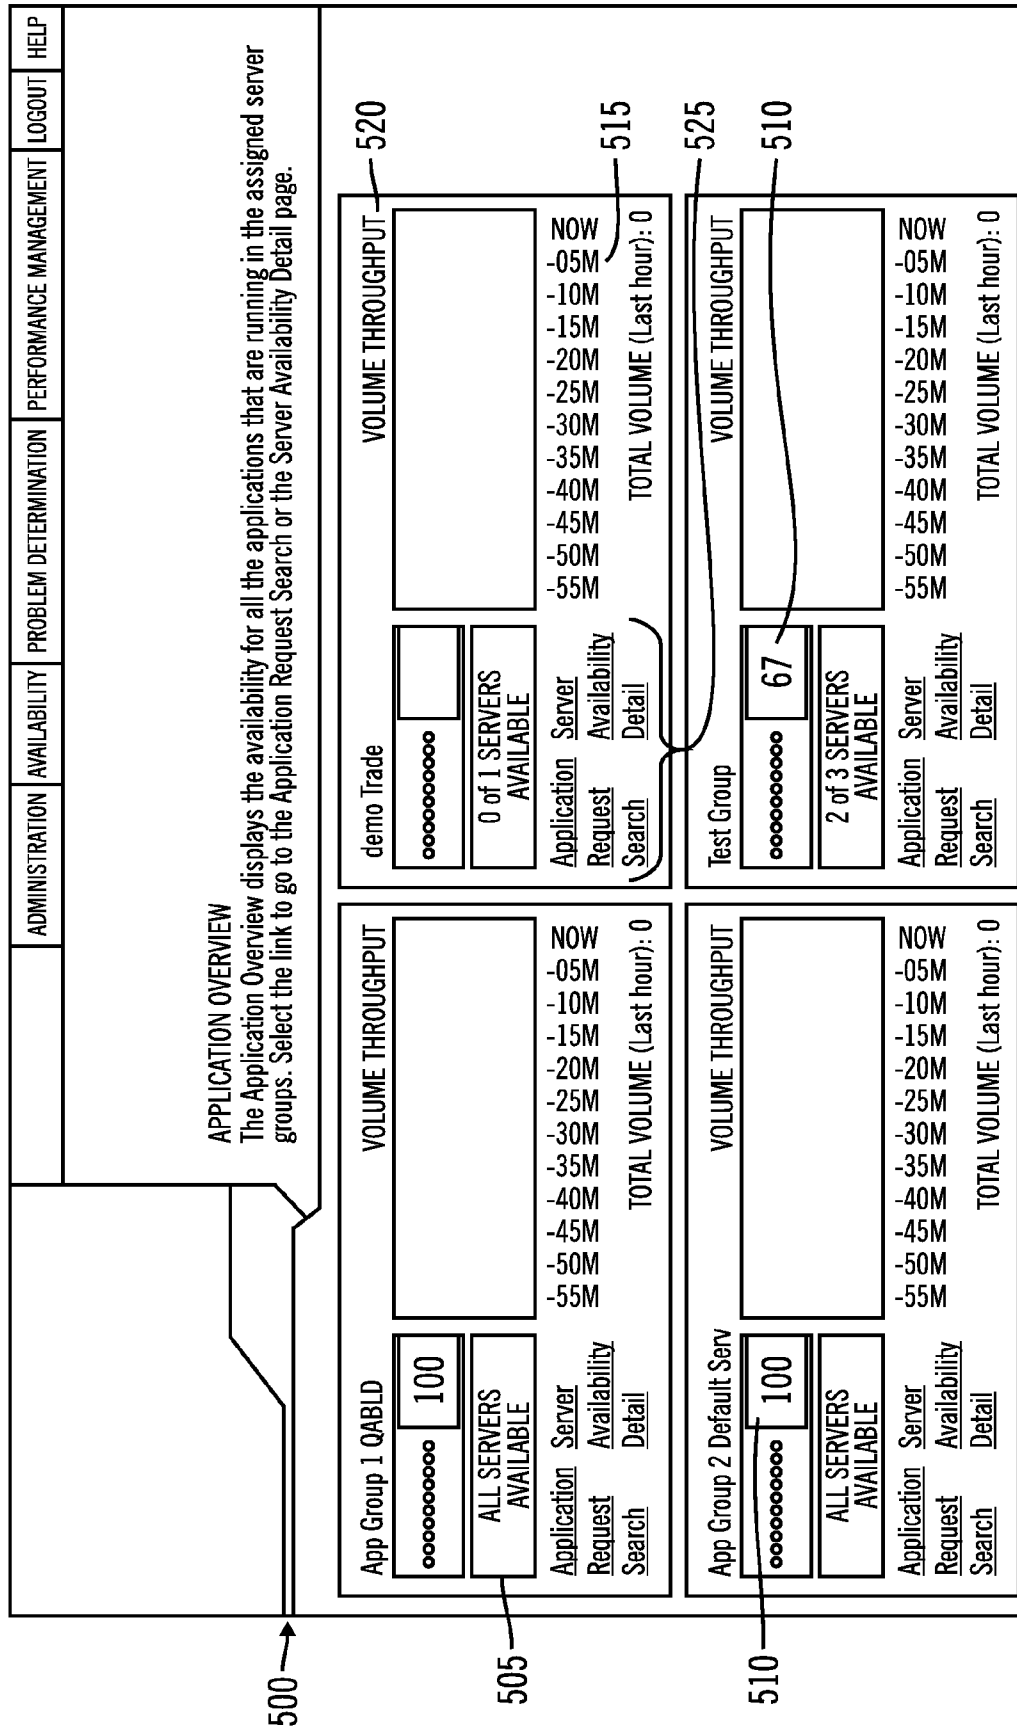 ADMINISTRATION AVAILABILITY PROBLEM DETERMINATION PERFORMANCE MANAGEMENT LOGOUT HELP
APPLICATION OVERVIEW
The Application Overview displays the availability for all the applications that are running in the assigned server
groups. Select the link to go to the Application Request Search or the Server Availability Detail page.
500
App Group 1 QABLD
100
ALL SERVERS
AVAILABLE
Application Server
Request Availability
Search Detail
505
VOLUME THROUGHPUT
-55M -50M -45M -40M -35M -30M -25M -20M -15M -10M -05M NOW
TOTAL VOLUME (Last hour): 0
demo Trade
0 of 1 SERVERS
AVAILABLE
Application Server
Request Availability
Search Detail
VOLUME THROUGHPUT
520
-55M -50M -45M -40M -35M -30M -25M -20M -15M -10M -05M NOW
515
TOTAL VOLUME (Last hour): 0
525
App Group 2 Default Serv
100
510
ALL SERVERS
AVAILABLE
Application Server
Request Availability
Search Detail
VOLUME THROUGHPUT
-55M -50M -45M -40M -35M -30M -25M -20M -15M -10M -05M NOW
TOTAL VOLUME (Last hour): 0
Test Group
67
510
2 of 3 SERVERS
AVAILABLE
Application Server
Request Availability
Search Detail
VOLUME THROUGHPUT
-55M -50M -45M -40M -35M -30M -25M -20M -15M -10M -05M NOW
TOTAL VOLUME (Last hour): 0